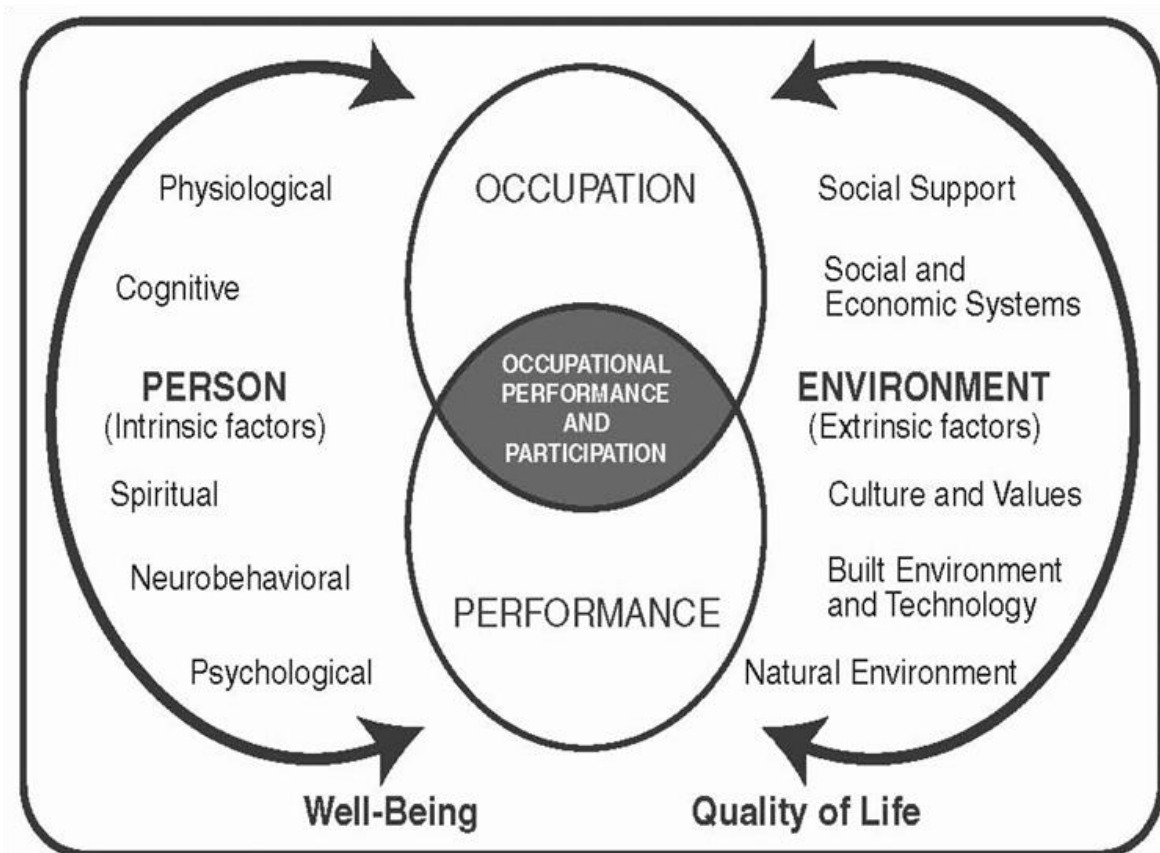 Physiological
Cognitive
PERSON
(Intrinsic factors)
Spiritual
Neurobehavioral
Psychological
OCCUPATION
OCCUPATIONAL
PERFORMANCE
AND
PARTICIPATION
PERFORMANCE
Social Support
Social and
Economic Systems
ENVIRONMENT
(Extrinsic factors)
Culture and Values
Built Environment
and Technology
Natural Environment
Well-Being
Quality of Life